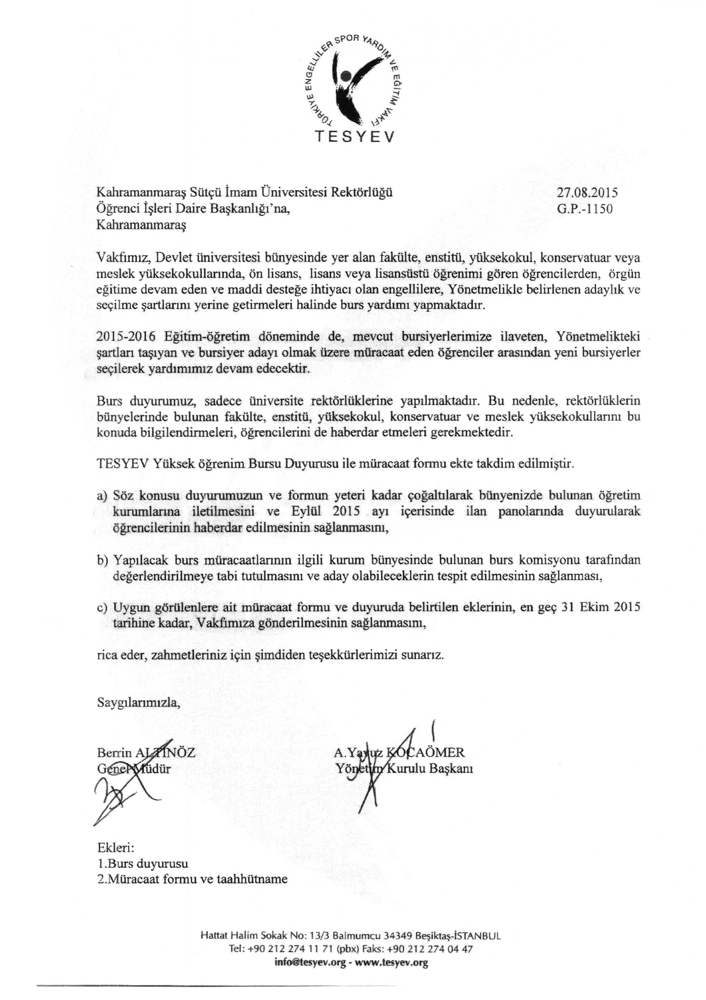 TÜRKİYE ENGELLİLER SPOR YARDIM VE EĞİTİM VAKFI
TESYEV
Kahramanmaraş Sütçü İmam Üniversitesi Rektörlüğü 27.08.2015
Öğrenci İşleri Daire Başkanlığı'na, G.P.-1150
Kahramanmaraş
Vakfımız, Devlet üniversitesi bünyesinde yer alan fakülte, enstitü, yüksekokul, konservatuar veya
meslek yüksekokullarında, ön lisans, lisans veya lisansüstü öğrenimi gören öğrencilerden, örgün
eğitime devam eden ve maddi desteğe ihtiyacı olan engellilere, Yönetmelikle belirlenen adaylık ve
seçilme şartlarını yerine getirmeleri halinde burs yardımı yapmaktadır.
2015-2016 Eğitim-öğretim döneminde de, mevcut bursiyerlerimize ilaveten, Yönetmelikteki
şartları taşıyan ve bursiyer adayı olmak üzere müracaat eden öğrenciler arasından yeni bursiyerler
seçilerek yardımımız devam edecektir.
Burs duyurumuz, sadece üniversite rektörlüklerine yapılmaktadır. Bu nedenle, rektörlüklerin
bünyelerinde bulunan fakülte, enstitü, yüksekokul, konservatuar ve meslek yüksekokullarını bu
konuda bilgilendirmeleri, öğrencilerini de haberdar etmeleri gerekmektedir.
TESYEV Yüksek öğrenim Bursu Duyurusu ile müracaat formu ekte takdim edilmiştir.
a) Söz konusu duyurumuzun ve formun yeteri kadar çoğaltılarak bünyenizde bulunan öğretim
kurumlarına iletilmesini ve Eylül 2015 ayı içerisinde ilan panolarında duyurularak
öğrencilerinin haberdar edilmesinin sağlanmasını,
b) Yapılacak burs müracaatlarının ilgili kurum bünyesinde bulunan burs komisyonu tarafından
değerlendirilmeye tabi tutulmasını ve aday olabileceklerin tespit edilmesinin sağlanması,
c) Uygun görülenlere ait müracaat formu ve duyuruda belirtilen eklerinin, en geç 31 Ekim 2015
tarihine kadar, Vakfımıza gönderilmesinin sağlanmasını,
rica eder, zahmetleriniz için şimdiden teşekkürlerimizi sunarız.
Saygılarımızla,
Berrin ALTINÖZ A.Yavuz KOCAÖMER
Genel Müdür Yönetim Kurulu Başkanı
Ekleri:
1.Burs duyurusu
2.Müracaat formu ve taahhütname
Hattat Halim Sokak No: 13/3 Balmumcu 34349 Beşiktaş-İSTANBUL
Tel: +90 212 274 11 71 (pbx) Faks: +90 212 274 04 47
info@tesyev.org - www.tesyev.org